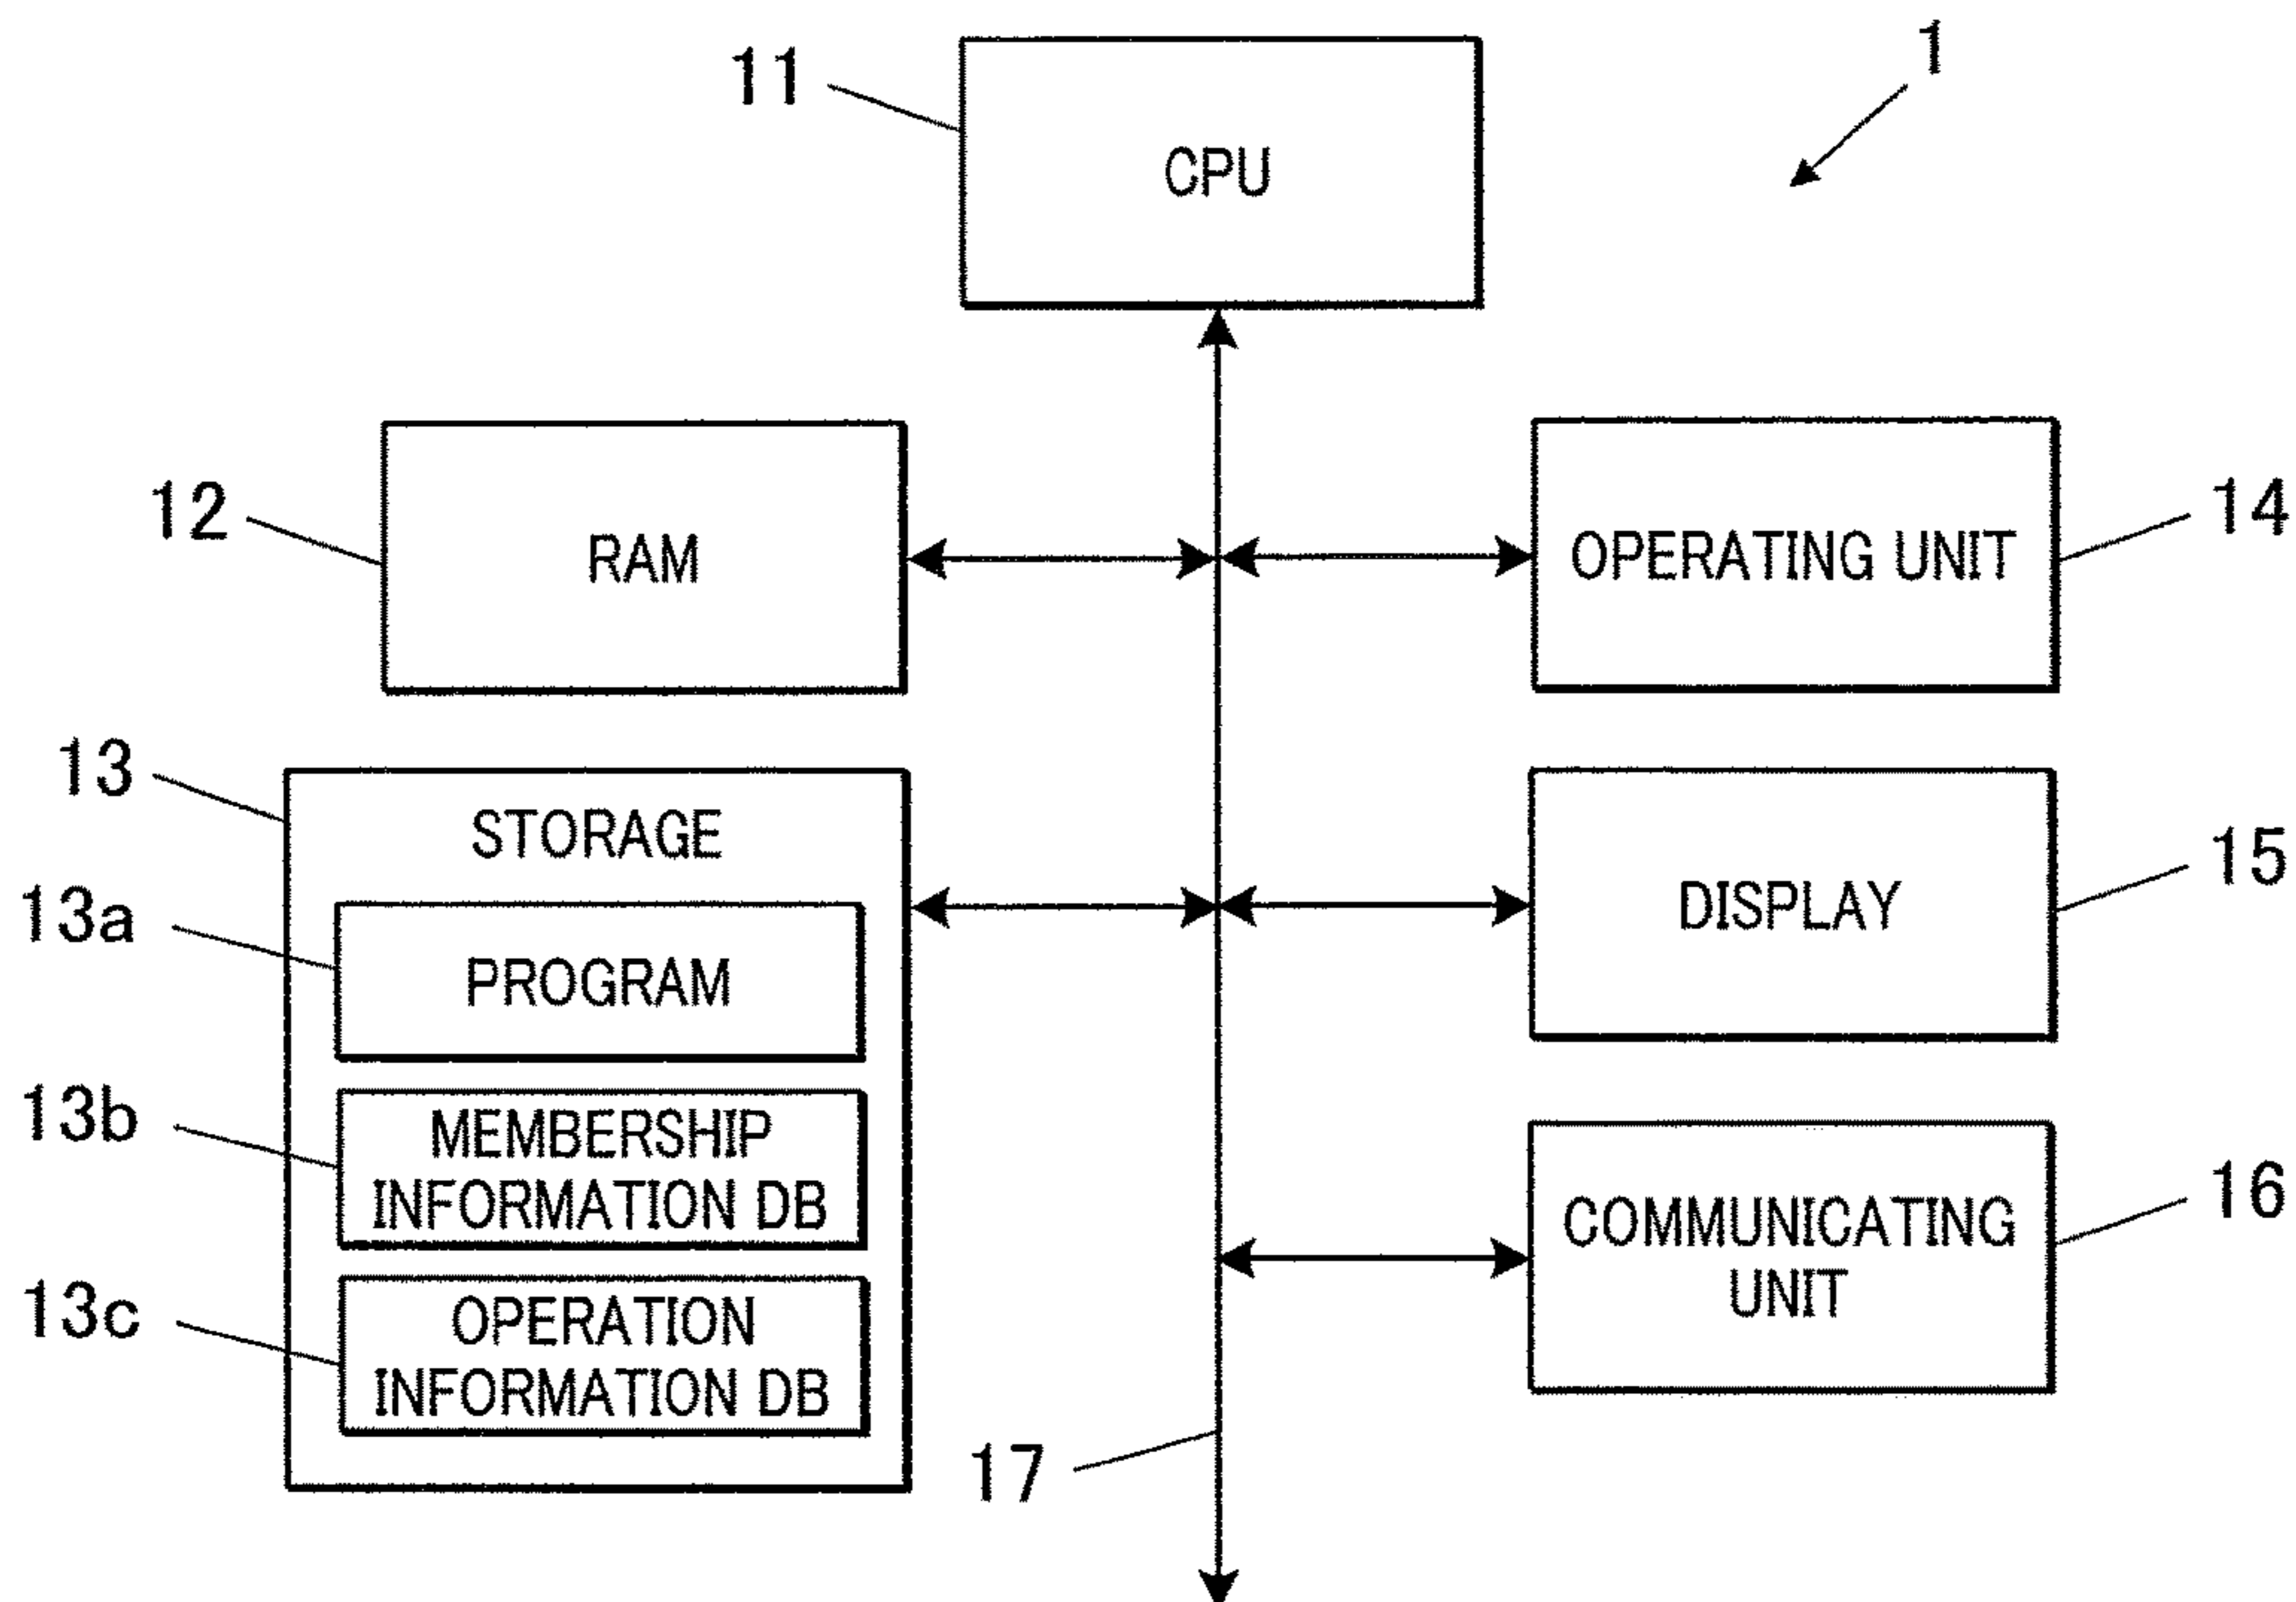 1
11
CPU
12
RAM
14
OPERATING UNIT
13
STORAGE
13a
PROGRAM
13b
MEMBERSHIP
INFORMATION DB
13c
OPERATION
INFORMATION DB
15
DISPLAY
16
COMMUNICATING
UNIT
17